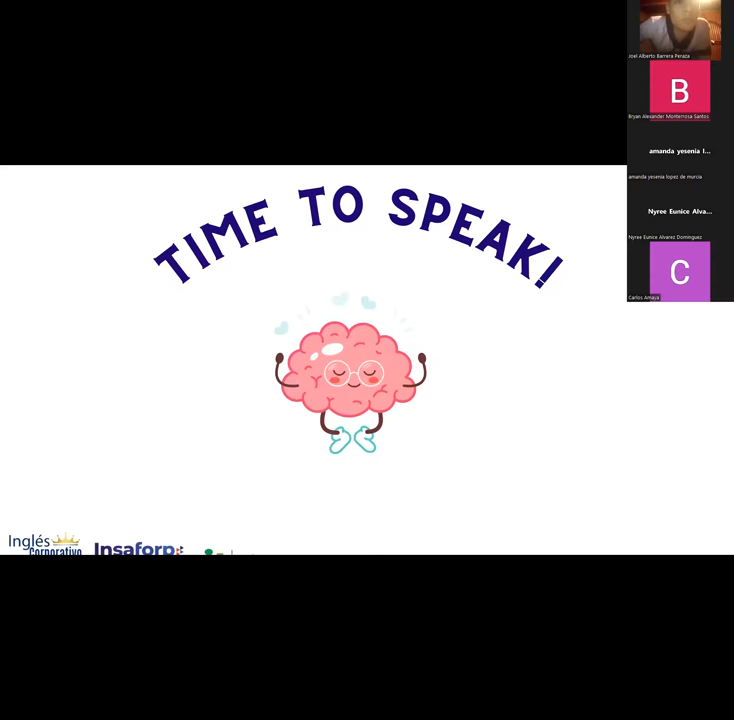 TIME TO SPEAK!
Inglés
Corporativo
Insaforp
Joel Alberto Barrera Peraza
B
Bryan Alexander Monterrosa Santos
amanda yesenia l...
amanda yesenia lopez de murcia
Nyree Eunice Alva...
Nyree Eunice Alvarez Dominguez
C
Carlos Amaya